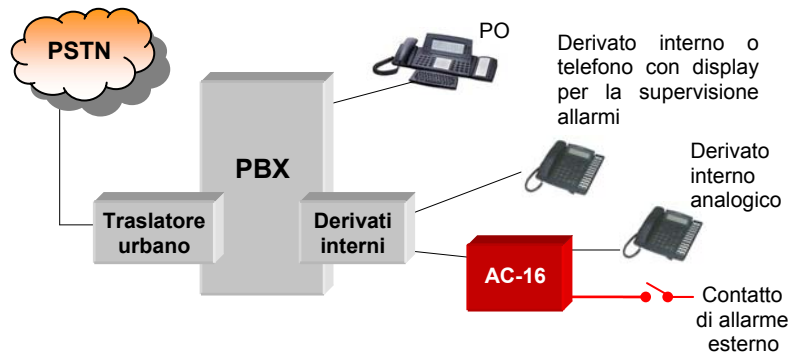 PSTN
PO
Derivato interno o
telefono con display
per la supervisione
allarmi
PBX
Derivato
interno
analogico
Traslatore
urbano
Derivati
interni
AC-16
Contatto
di allarme
esterno